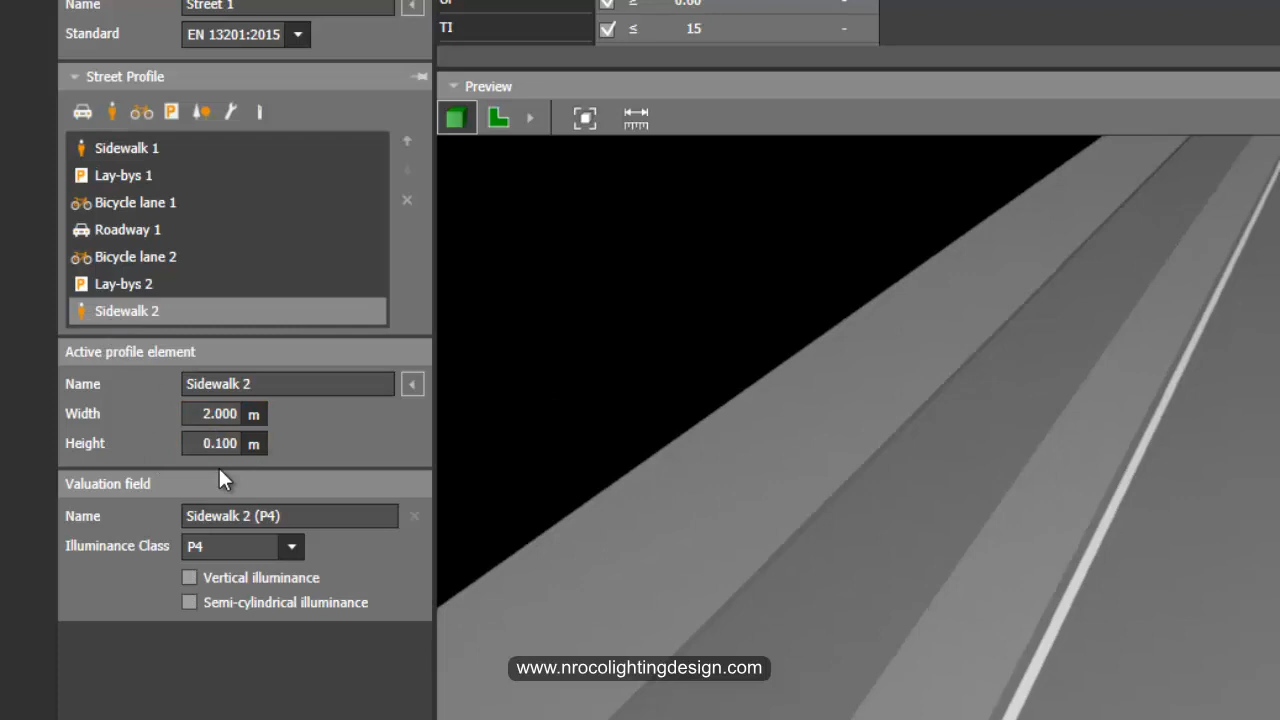 Name Street 1
Standard EN 13201:2015
TI ≤ 15 -
Street Profile
Preview
P
Sidewalk 1
P Lay-bys 1
Bicycle lane 1
Roadway 1
Bicycle lane 2
P Lay-bys 2
Sidewalk 2
Active profile element
Name Sidewalk 2
Width 2.000 m
Height 0.100 m
Valuation field
Name Sidewalk 2 (P4)
Illuminance Class P4
Vertical illuminance
Semi-cylindrical illuminance
www.nrocolightingdesign.com